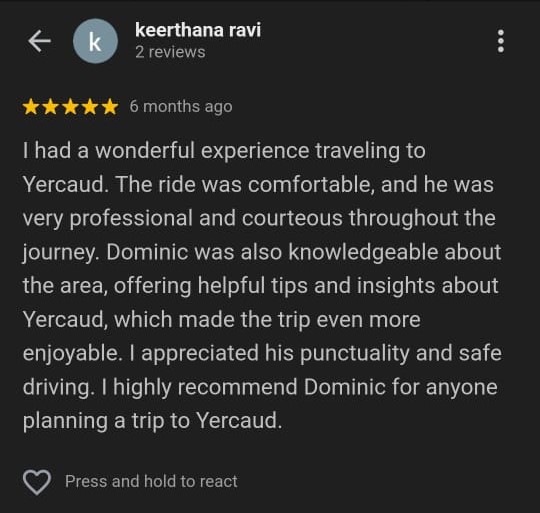 keerthana ravi
k
2 reviews
6 months ago
I had a wonderful experience traveling to
Yercaud. The ride was comfortable, and he was
very professional and courteous throughout the
journey. Dominic was also knowledgeable about
the area, offering helpful tips and insights about
Yercaud, which made the trip even more
enjoyable. I appreciated his punctuality and safe
driving. I highly recommend Dominic for anyone
planning a trip to Yercaud.
Press and hold to react